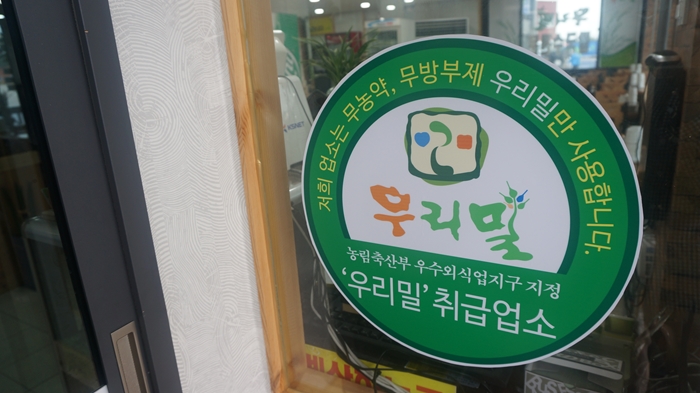 저희 업소는 무농약, 무방부제 우리밀만 사용합니다.
우리밀
농림축산부 우수외식업지구 지정
'우리밀' 취급업소